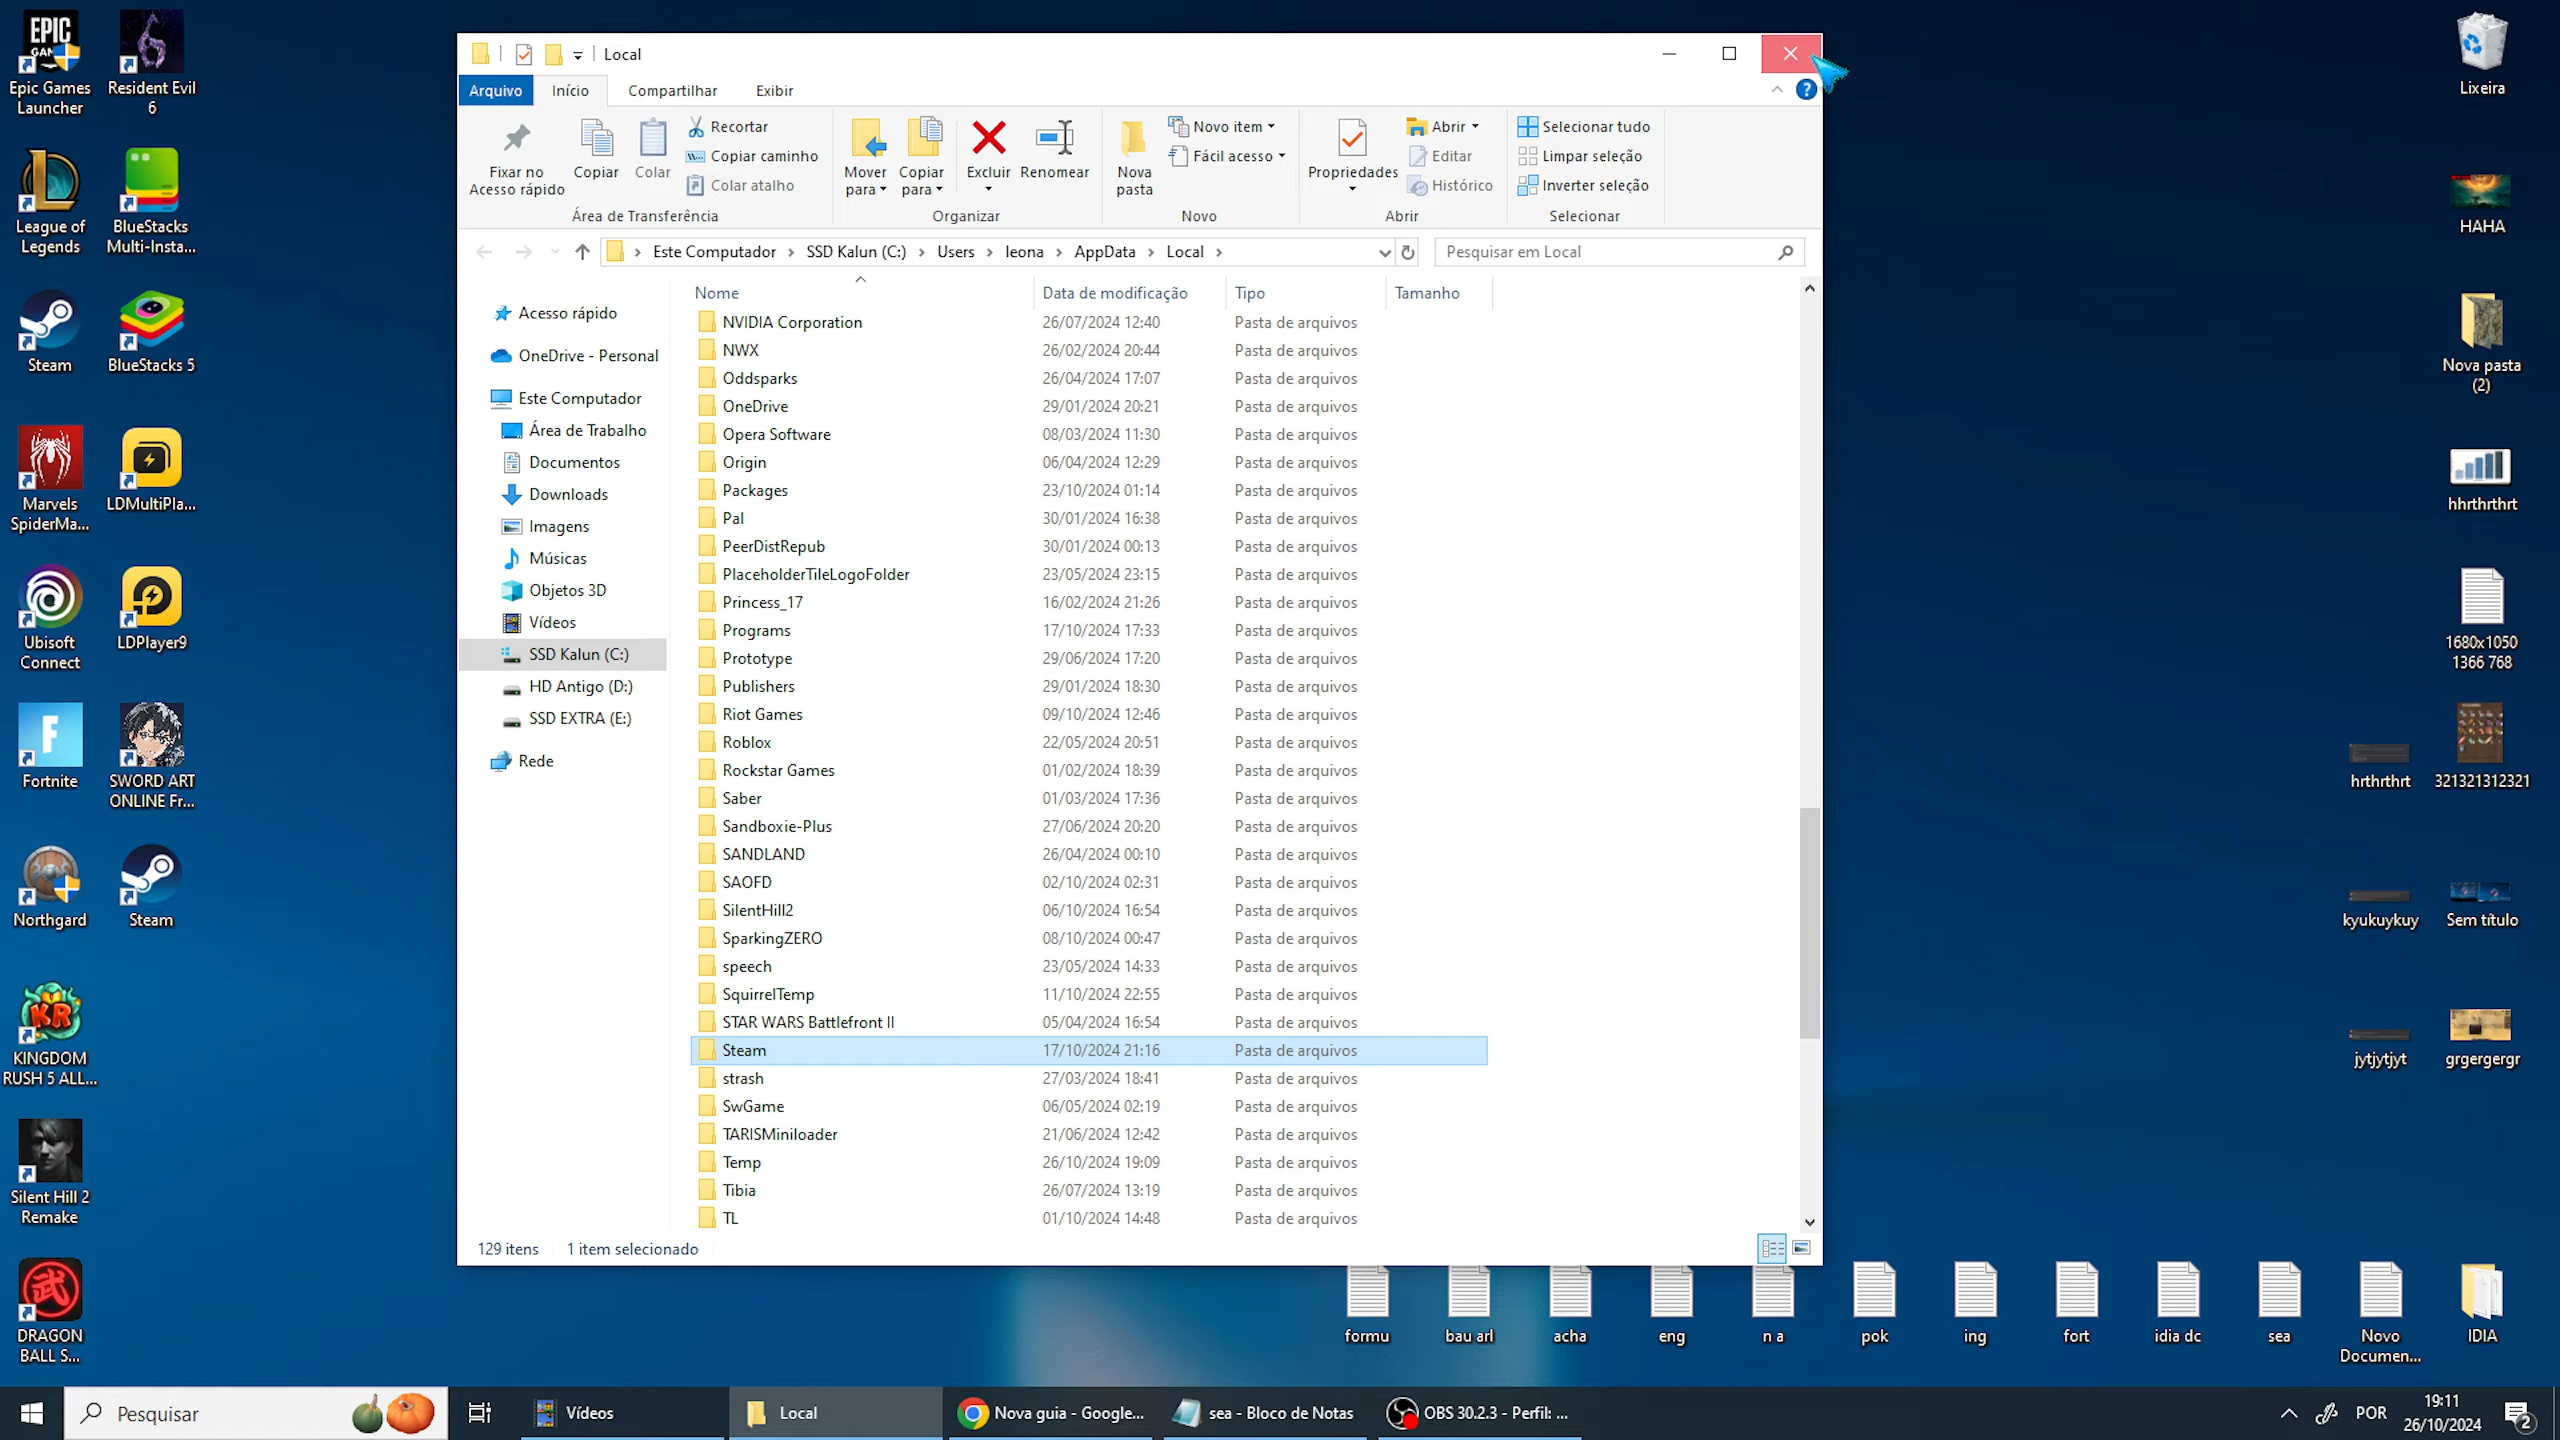 Epic Games
Launcher
Resident Evil
6
League of
Legends
BlueStacks
Multi-Insta...
Steam
BlueStacks 5
Marvels
SpiderMa...
LDMultiPla...
Ubisoft
Connect
LDPlayer9
Fortnite
SWORD ART
ONLINE Fr...
Northgard
Steam
KINGDOM
RUSH 5 ALL...
Silent Hill 2
Remake
DRAGON
BALL S...
Local
Arquivo
Início
Compartilhar
Exibir
Fixar no
Acesso rápido
Copiar
Colar
Recortar
Copiar caminho
Colar atalho
Área de Transferência
Mover
para
Copiar
para
Excluir
Renomear
Organizar
Nova
pasta
Novo item
Fácil acesso
Novo
Propriedades
Abrir
Editar
Histórico
Abrir
Selecionar tudo
Limpar seleção
Inverter seleção
Selecionar
Este Computador > SSD Kalun (C:) > Users > leona > AppData > Local >
Pesquisar em Local
Acesso rápido
OneDrive - Personal
Este Computador
Área de Trabalho
Documentos
Downloads
Imagens
Músicas
Objetos 3D
Vídeos
SSD Kalun (C:)
HD Antigo (D:)
SSD EXTRA (E:)
Rede
Nome Data de modificação Tipo Tamanho
NVIDIA Corporation 26/07/2024 12:40 Pasta de arquivos
NWX 26/02/2024 20:44 Pasta de arquivos
Oddsparks 26/04/2024 17:07 Pasta de arquivos
OneDrive 29/01/2024 20:21 Pasta de arquivos
Opera Software 08/03/2024 11:30 Pasta de arquivos
Origin 06/04/2024 12:29 Pasta de arquivos
Packages 23/10/2024 01:14 Pasta de arquivos
Pal 30/01/2024 16:38 Pasta de arquivos
PeerDistRepub 30/01/2024 00:13 Pasta de arquivos
PlaceholderTileLogoFolder 23/05/2024 23:15 Pasta de arquivos
Princess_17 16/02/2024 21:26 Pasta de arquivos
Programs 17/10/2024 17:33 Pasta de arquivos
Prototype 29/06/2024 17:20 Pasta de arquivos
Publishers 29/01/2024 18:30 Pasta de arquivos
Riot Games 09/10/2024 12:46 Pasta de arquivos
Roblox 22/05/2024 20:51 Pasta de arquivos
Rockstar Games 01/02/2024 18:39 Pasta de arquivos
Saber 01/03/2024 17:36 Pasta de arquivos
Sandboxie-Plus 27/06/2024 20:20 Pasta de arquivos
SANDLAND 26/04/2024 00:10 Pasta de arquivos
SAOFD 02/10/2024 02:31 Pasta de arquivos
SilentHill2 06/10/2024 16:54 Pasta de arquivos
SparkingZERO 08/10/2024 00:47 Pasta de arquivos
speech 23/05/2024 14:33 Pasta de arquivos
SquirrelTemp 11/10/2024 22:55 Pasta de arquivos
STAR WARS Battlefront II 05/04/2024 16:54 Pasta de arquivos
Steam 17/10/2024 21:16 Pasta de arquivos
strash 27/03/2024 18:41 Pasta de arquivos
SwGame 06/05/2024 02:19 Pasta de arquivos
TARISMiniloader 21/06/2024 12:42 Pasta de arquivos
Temp 26/10/2024 19:09 Pasta de arquivos
Tibia 26/07/2024 13:19 Pasta de arquivos
TL 01/10/2024 14:48 Pasta de arquivos
129 itens 1 item selecionado
Lixeira
HAHA
Nova pasta
(2)
hhrthrthrt
1680x1050
1366 768
hrthrthrt
321321312321
kyukuykuy
Sem título
jytjytjyt
grgergergr
formu
bau arl
acha
eng
n a
pok
ing
fort
idia dc
sea
Novo
Documen...
IDIA
Pesquisar
Vídeos
Local
Nova guia - Google...
sea - Bloco de Notas
OBS 30.2.3 - Perfil: ...
POR
19:11
26/10/2024
2